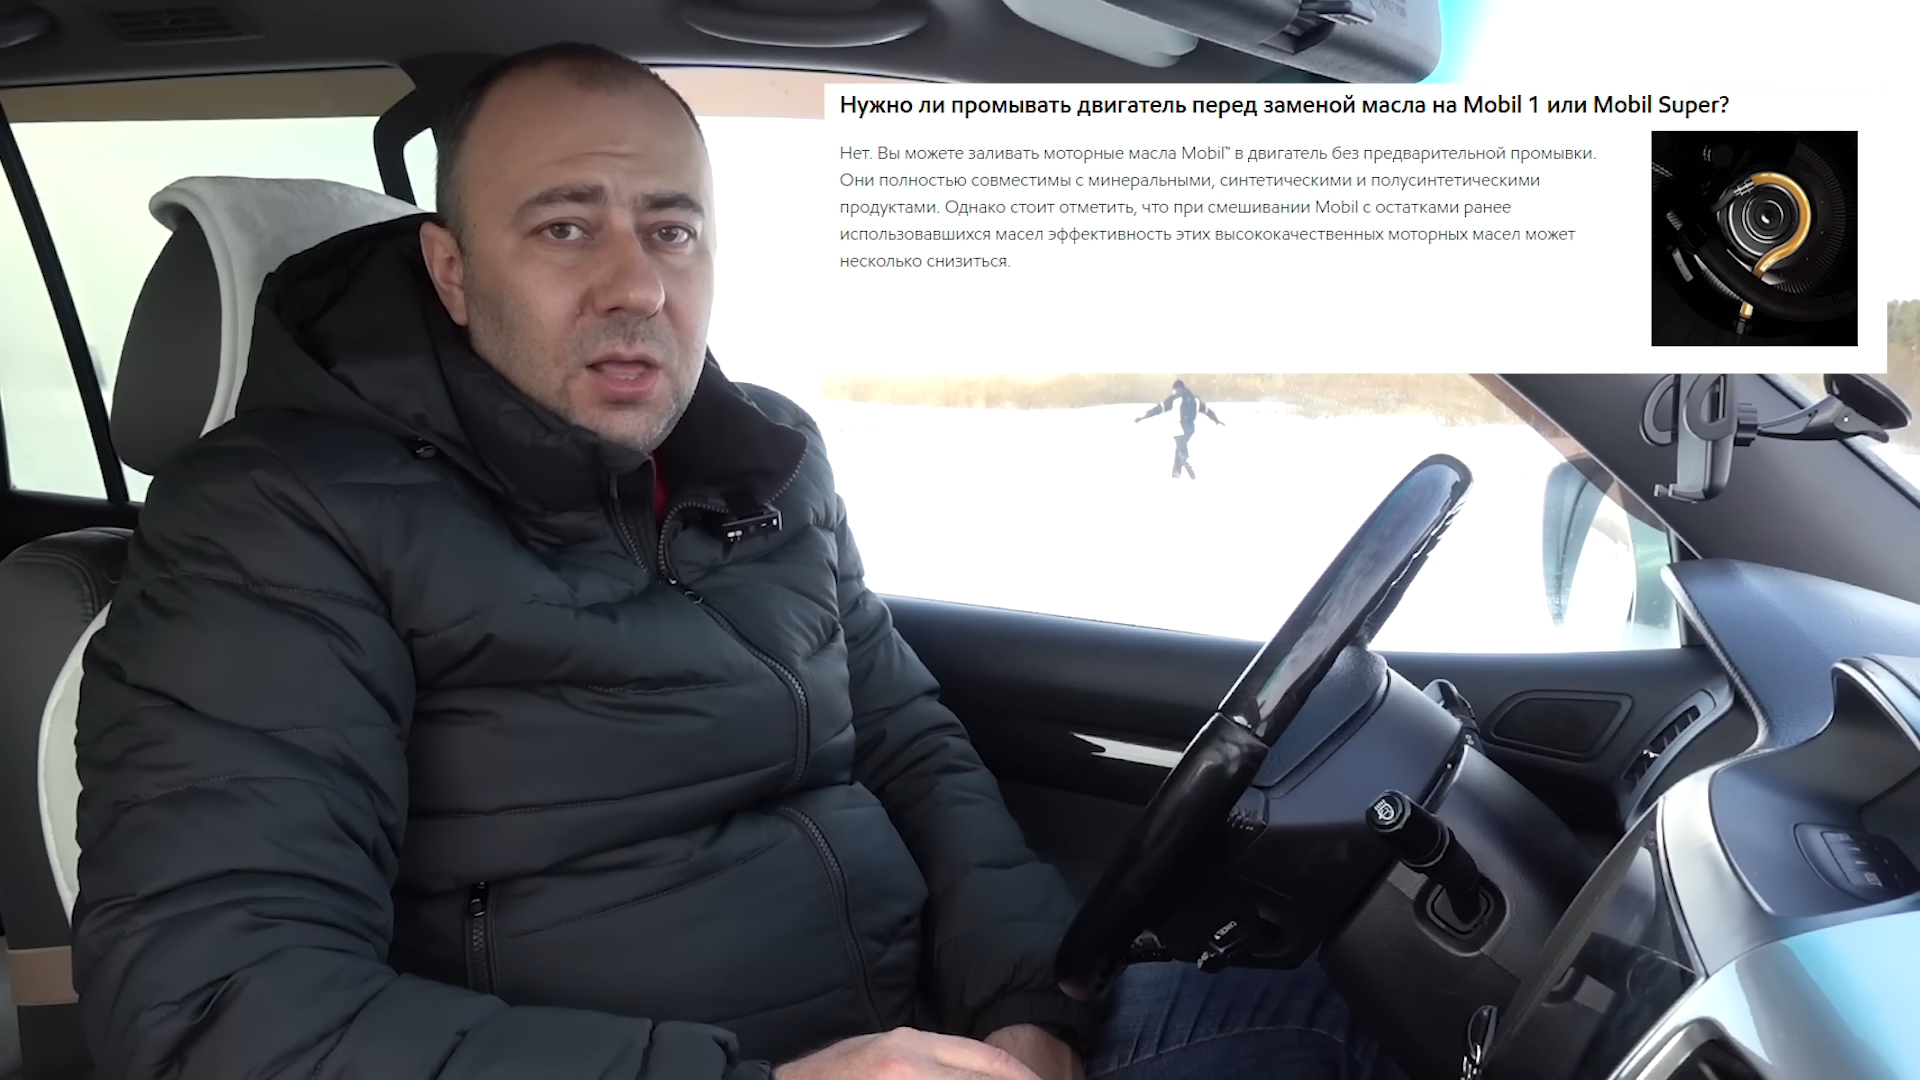 Нужно ли промывать двигатель перед заменой масла на Mobil 1 или Mobil Super?
Нет. Вы можете заливать моторные масла Mobil™ в двигатель без предварительной промывки.
Они полностью совместимы с минеральными, синтетическими и полусинтетическими
продуктами. Однако стоит отметить, что при смешивании Mobil с остатками ранее
использовавшихся масел эффективность этих высококачественных моторных масел может
несколько снизиться.
CANCEL